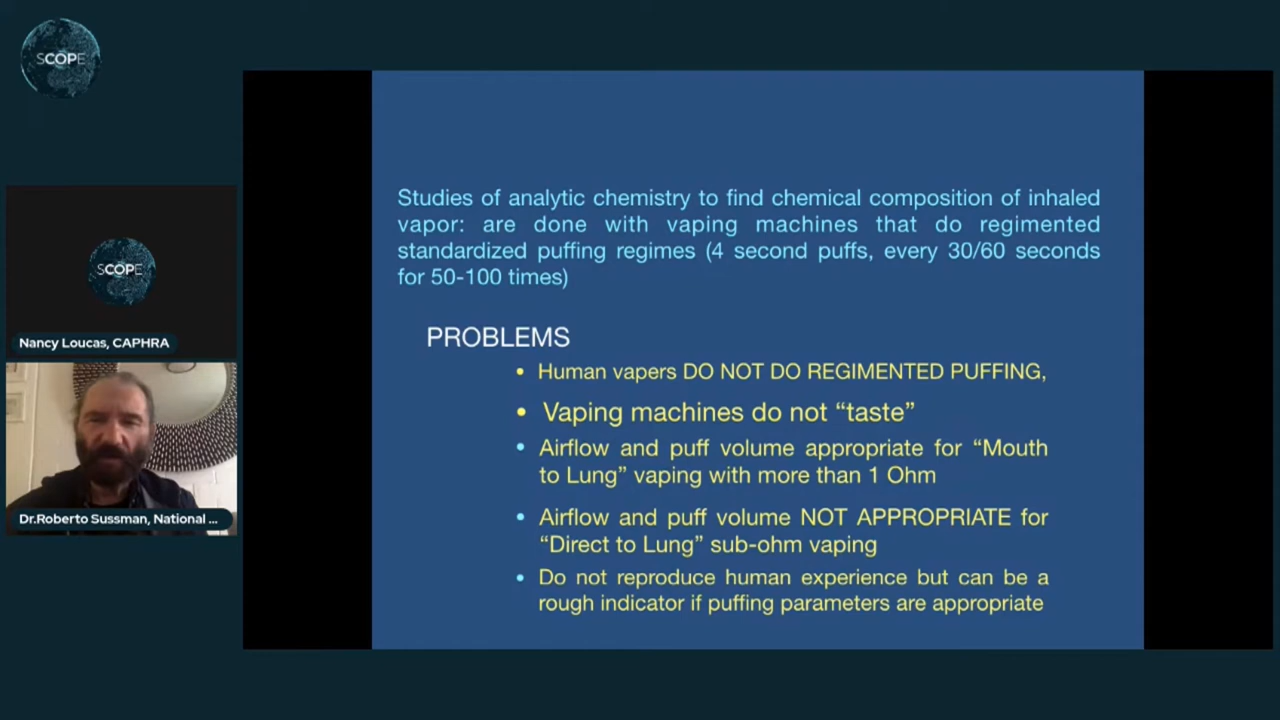 SCOPE
SCOPE
Nancy Loucas, CAPHRA
Dr.Roberto Sussman, National ...
Studies of analytic chemistry to find chemical composition of inhaled
vapor: are done with vaping machines that do regimented
standardized puffing regimes (4 second puffs, every 30/60 seconds
for 50-100 times)
PROBLEMS
• Human vapers DO NOT DO REGIMENTED PUFFING,
• Vaping machines do not “taste”
• Airflow and puff volume appropriate for “Mouth
to Lung” vaping with more than 1 Ohm
• Airflow and puff volume NOT APPROPRIATE for
“Direct to Lung” sub-ohm vaping
• Do not reproduce human experience but can be a
rough indicator if puffing parameters are appropriate